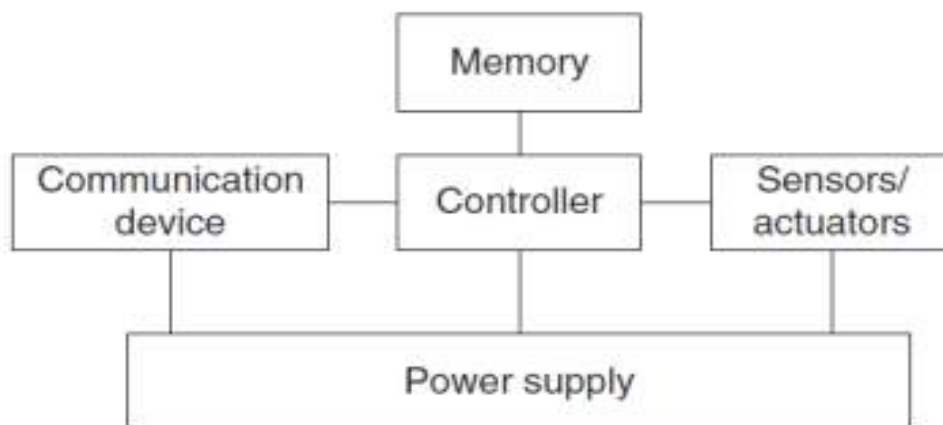 Memory
Communication
device
Controller
Sensors/
actuators
Power supply